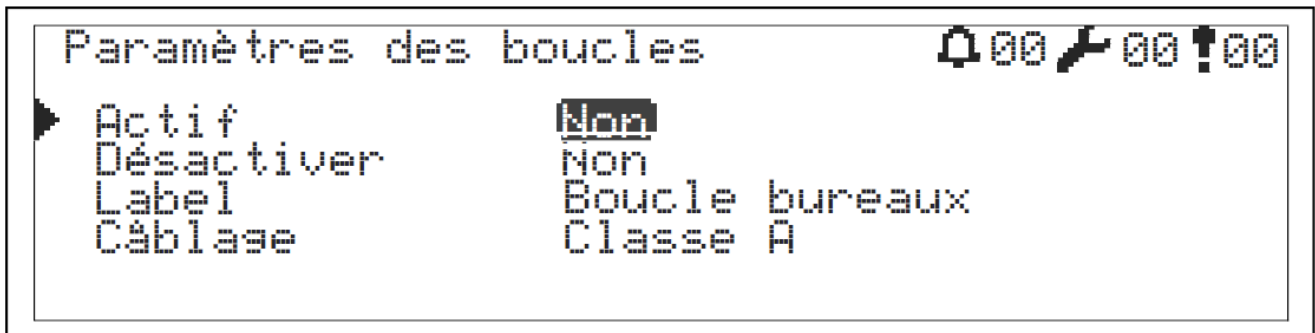 Paramètres des boucles 00 00 00
Actif Non
Désactiver Non
Label Boucle bureaux
Câblage Classe A